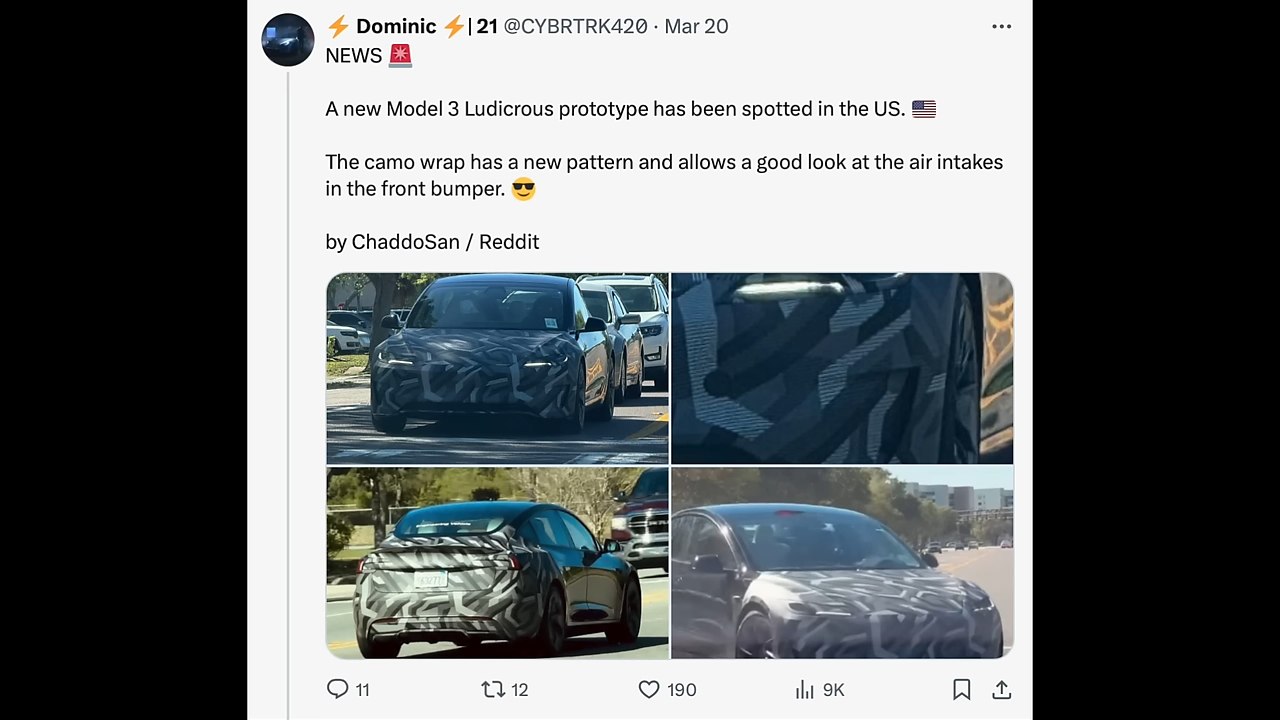 ⚡ Dominic ⚡| 21 @CYBRTRK420 · Mar 20
NEWS 🚨
A new Model 3 Ludicrous prototype has been spotted in the US. 🇺🇸
The camo wrap has a new pattern and allows a good look at the air intakes
in the front bumper. 😎
by ChaddoSan / Reddit
11 12 190 9K